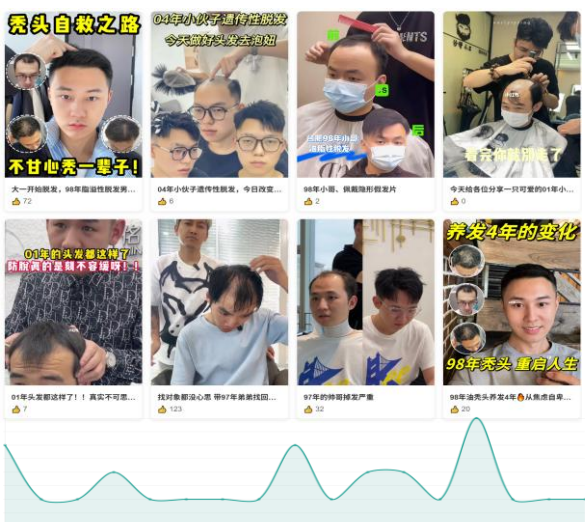 秃头自救之路
不甘心秃一辈子!
大一开始脱发，98年脂溢性脱发男...
72
04年小伙子遗传性脱发
今天做好头发去泡妞
04年小伙子遗传性脱发，今日改变...
6
前
.s
后
98年小哥、佩戴隐形假发片
2
看完你就别走了
今天给各位分享一只可爱的01年小...
0
01年的头发都这样了
防脱真的是刻不容缓呀！！
01年头发都这样了！！真实不可思...
7
找对象都没心思 带97年弟弟找回...
123
97年的帅哥掉发严重
32
养发4年的变化
98年秃头 重启人生
98年油秃头养发4年🔥从焦虑自卑...
20